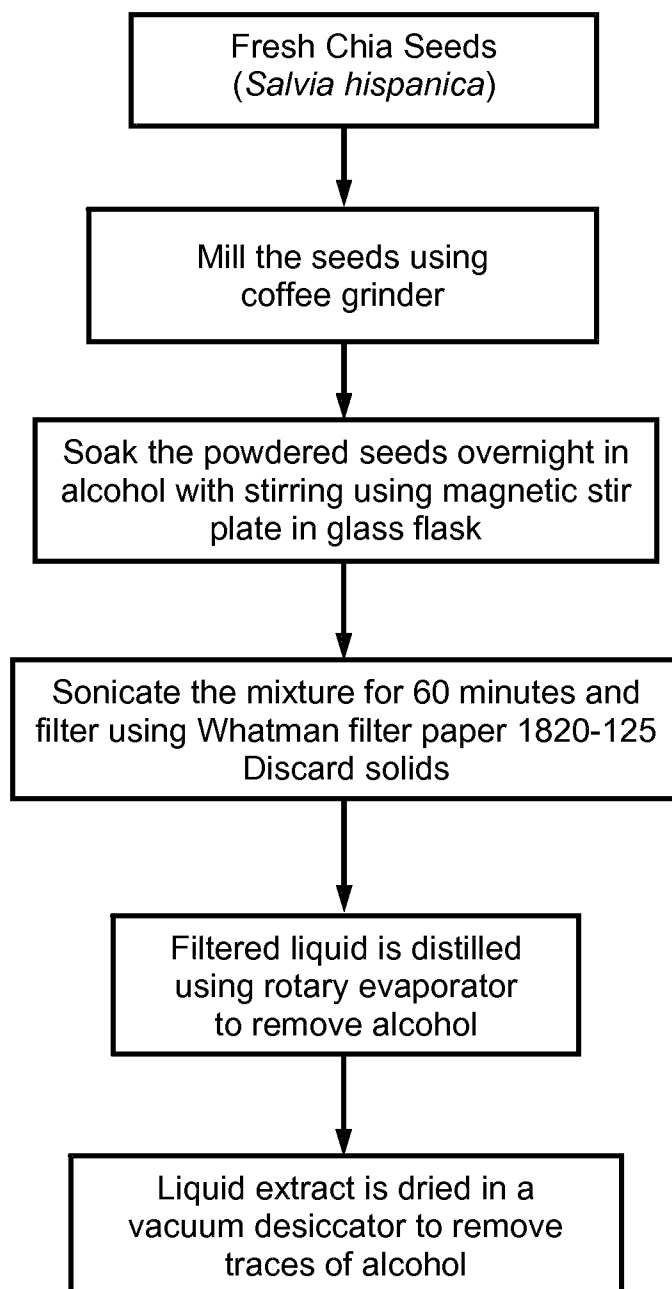 Fresh Chia Seeds
(Salvia hispanica)
Mill the seeds using
coffee grinder
Soak the powdered seeds overnight in
alcohol with stirring using magnetic stir
plate in glass flask
Sonicate the mixture for 60 minutes and
filter using Whatman filter paper 1820-125
Discard solids
Filtered liquid is distilled
using rotary evaporator
to remove alcohol
Liquid extract is dried in a
vacuum desiccator to remove
traces of alcohol